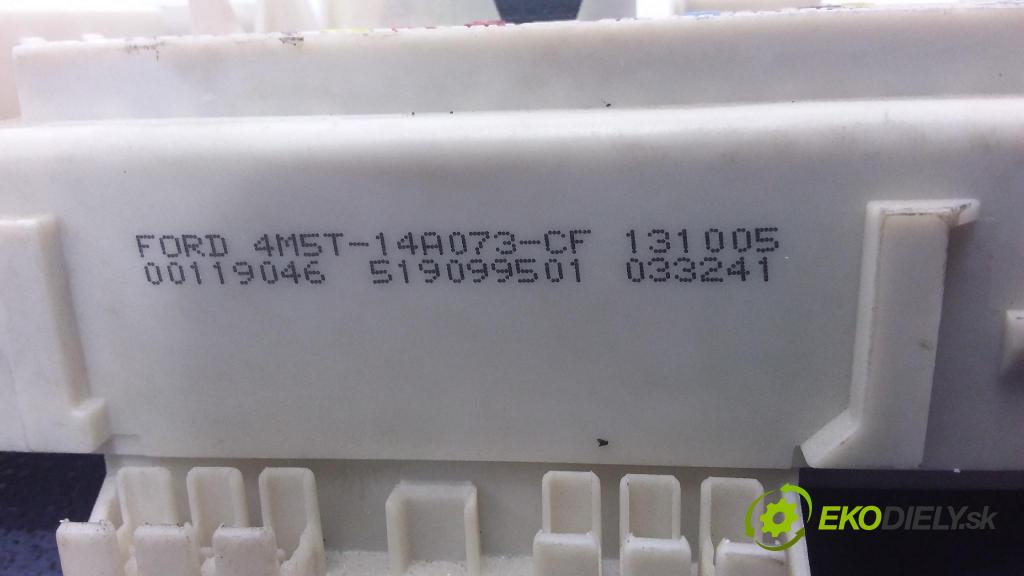 FORD 4M5T-14A073-CF 131005
00119046 519099501 033241
EKODIELY.sk